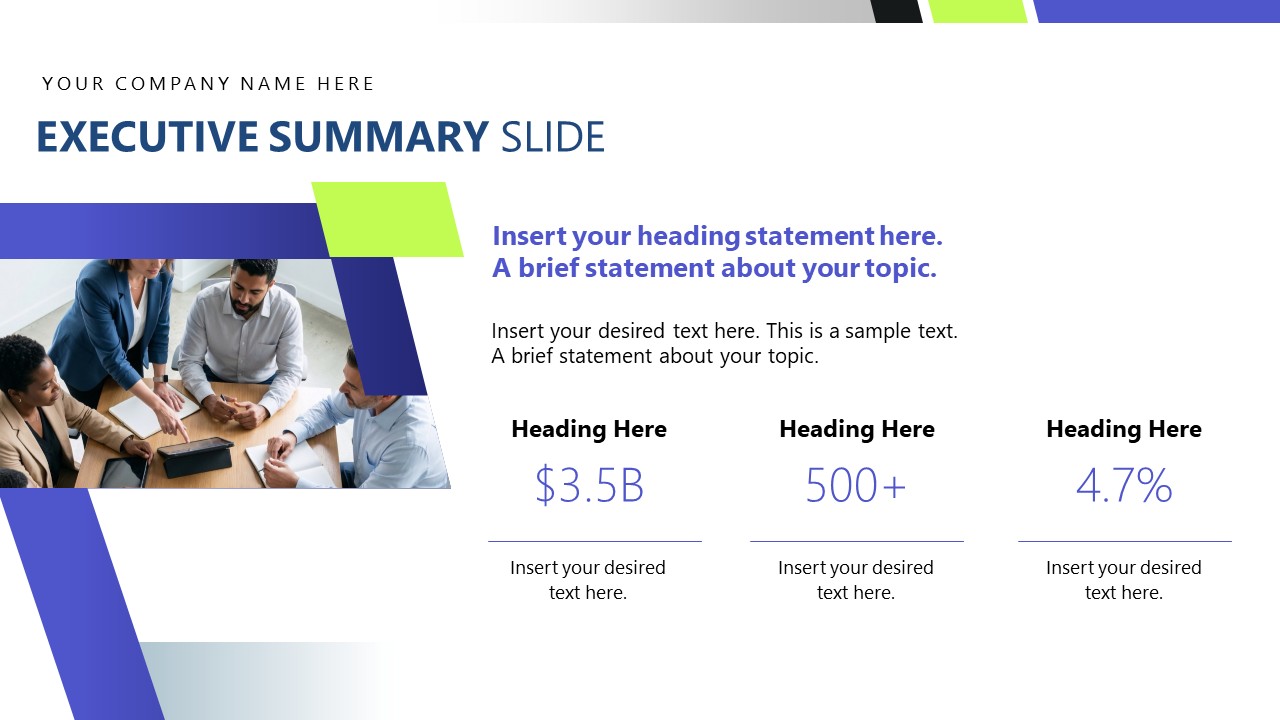 YOUR COMPANY NAME HERE
EXECUTIVE SUMMARY SLIDE
Insert your heading statement here.
A brief statement about your topic.
Insert your desired text here. This is a sample text.
A brief statement about your topic.
Heading Here
$3.5B
Insert your desired
text here.
Heading Here
500+
Insert your desired
text here.
Heading Here
4.7%
Insert your desired
text here.